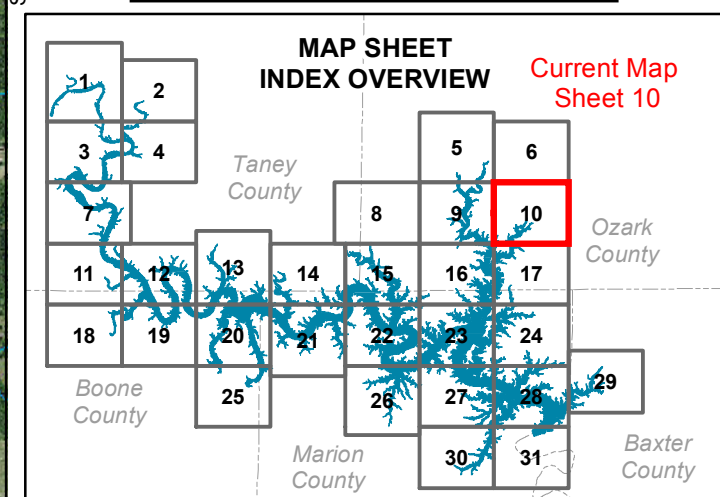 MAP SHEET
INDEX OVERVIEW
Current Map
Sheet 10
1
2
3
4
5
6
Taney
County
7
8
9
10
Ozark
County
11
12
13
14
15
16
17
18
19
20
21
22
23
24
Boone
County
25
26
27
28
29
Marion
County
30
31
Baxter
County